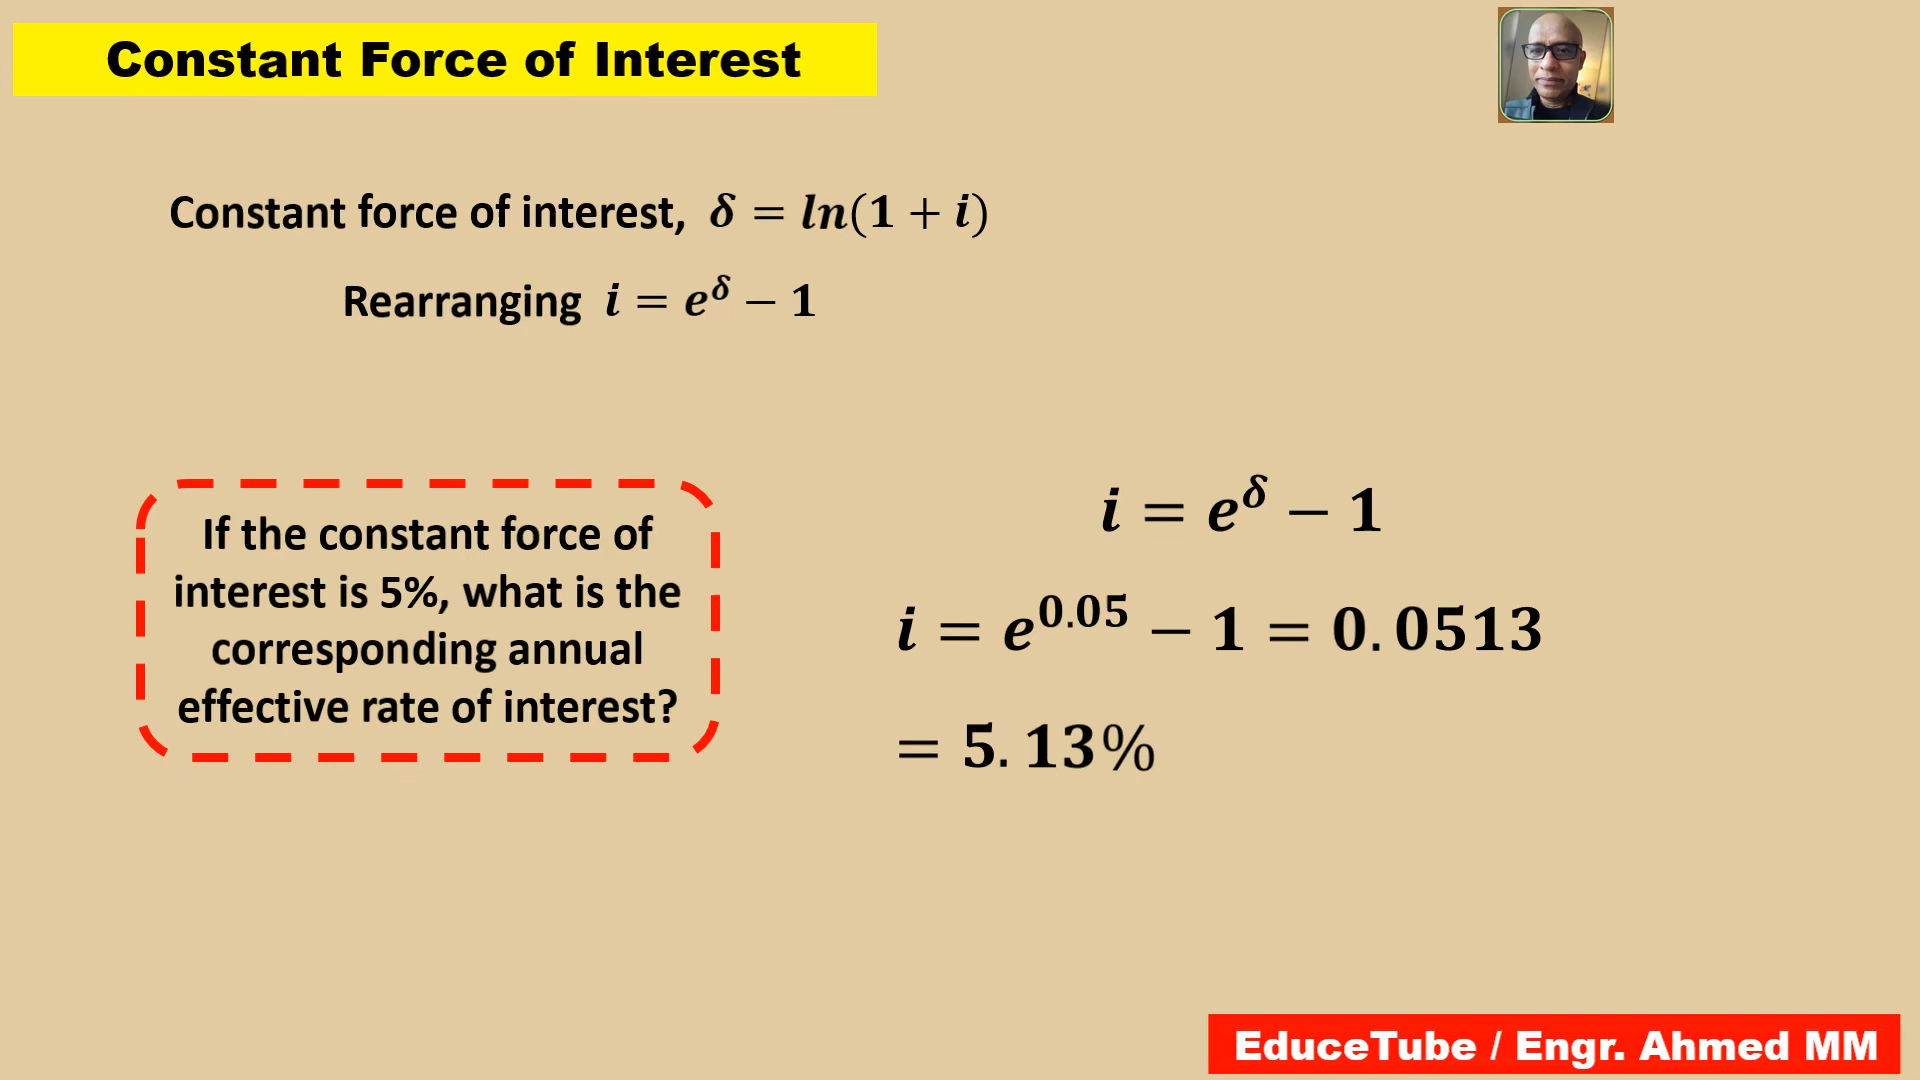 Constant Force of Interest
Constant force of interest, δ = ln(1 + i)
Rearranging i = e^δ − 1
If the constant force of
interest is 5%, what is the
corresponding annual
effective rate of interest?
i = e^δ − 1
i = e^0.05 − 1 = 0.0513
= 5.13%
EduceTube / Engr. Ahmed MM